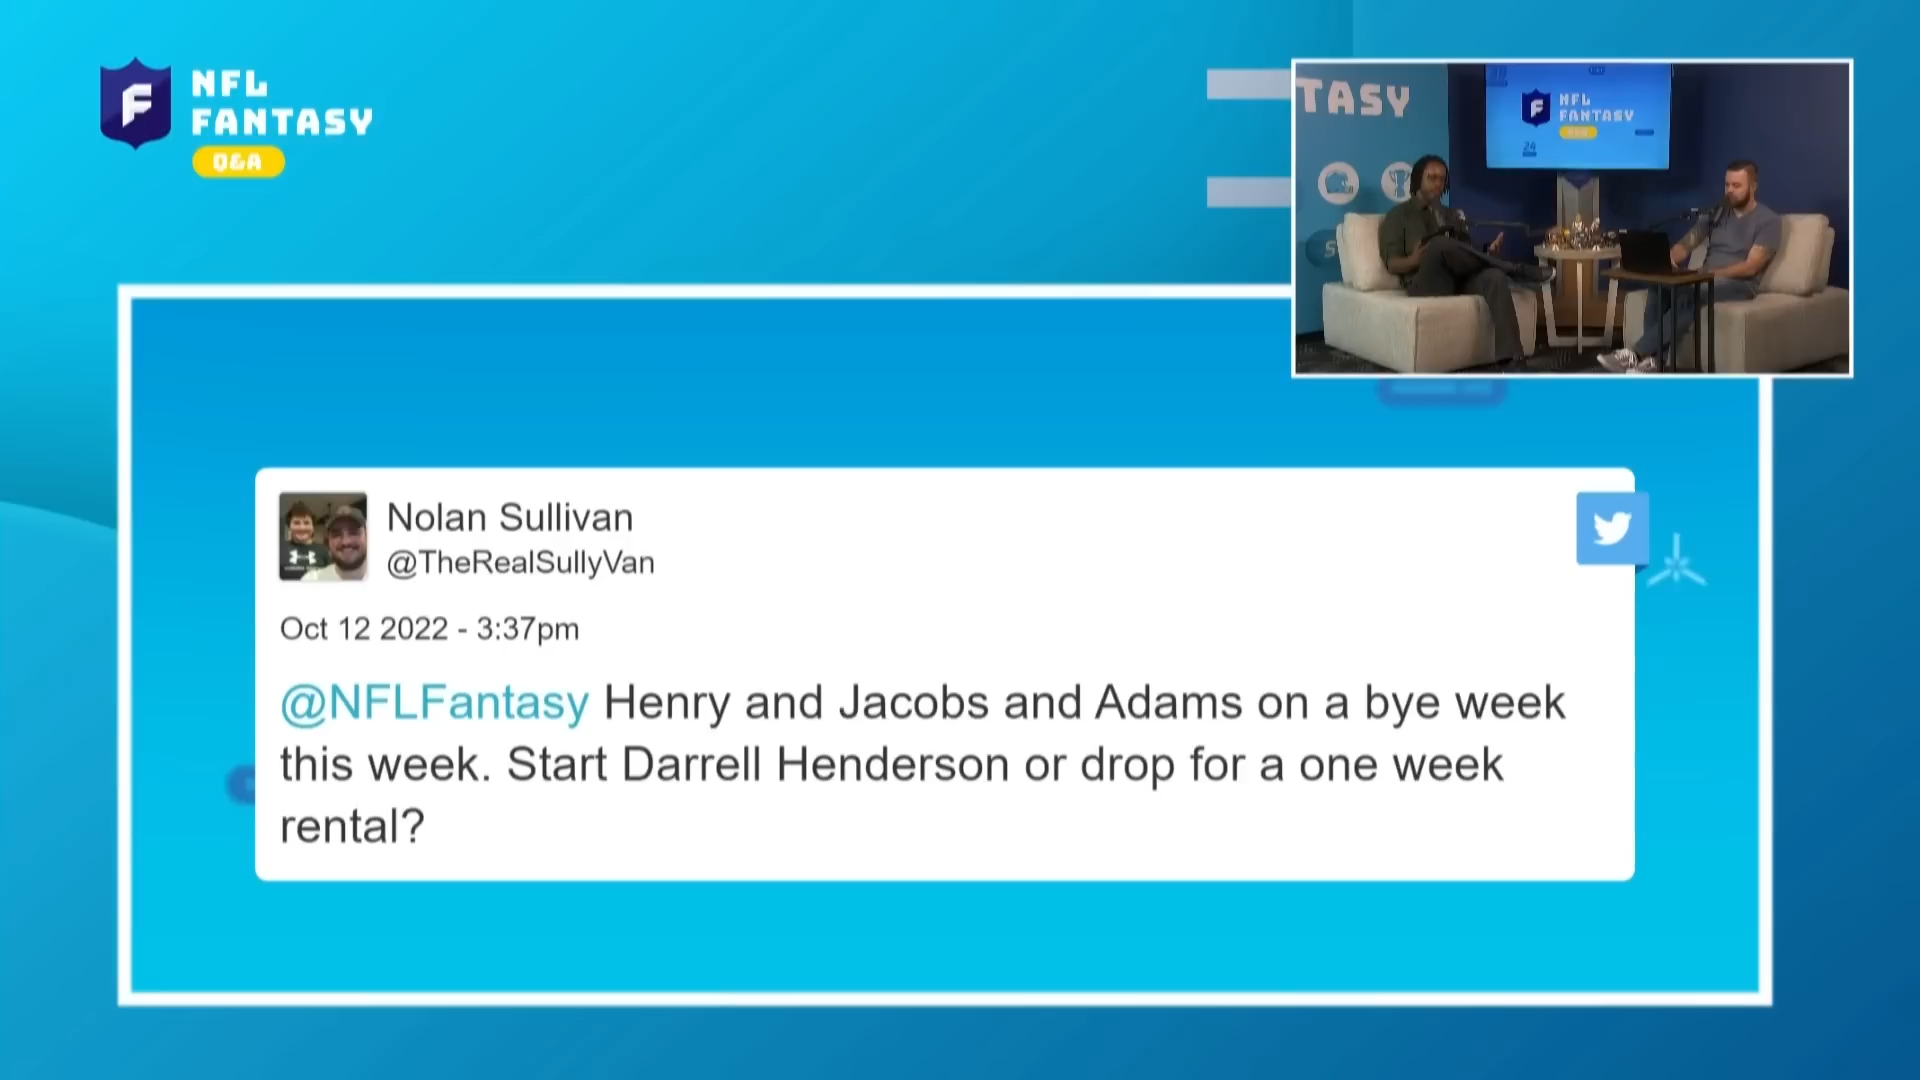 NFL
FANTASY
Q&A
TASY
NFL
FANTASY
24
Nolan Sullivan
@TheRealSullyVan
Oct 12 2022 - 3:37pm
@NFLFantasy Henry and Jacobs and Adams on a bye week
this week. Start Darrell Henderson or drop for a one week
rental?